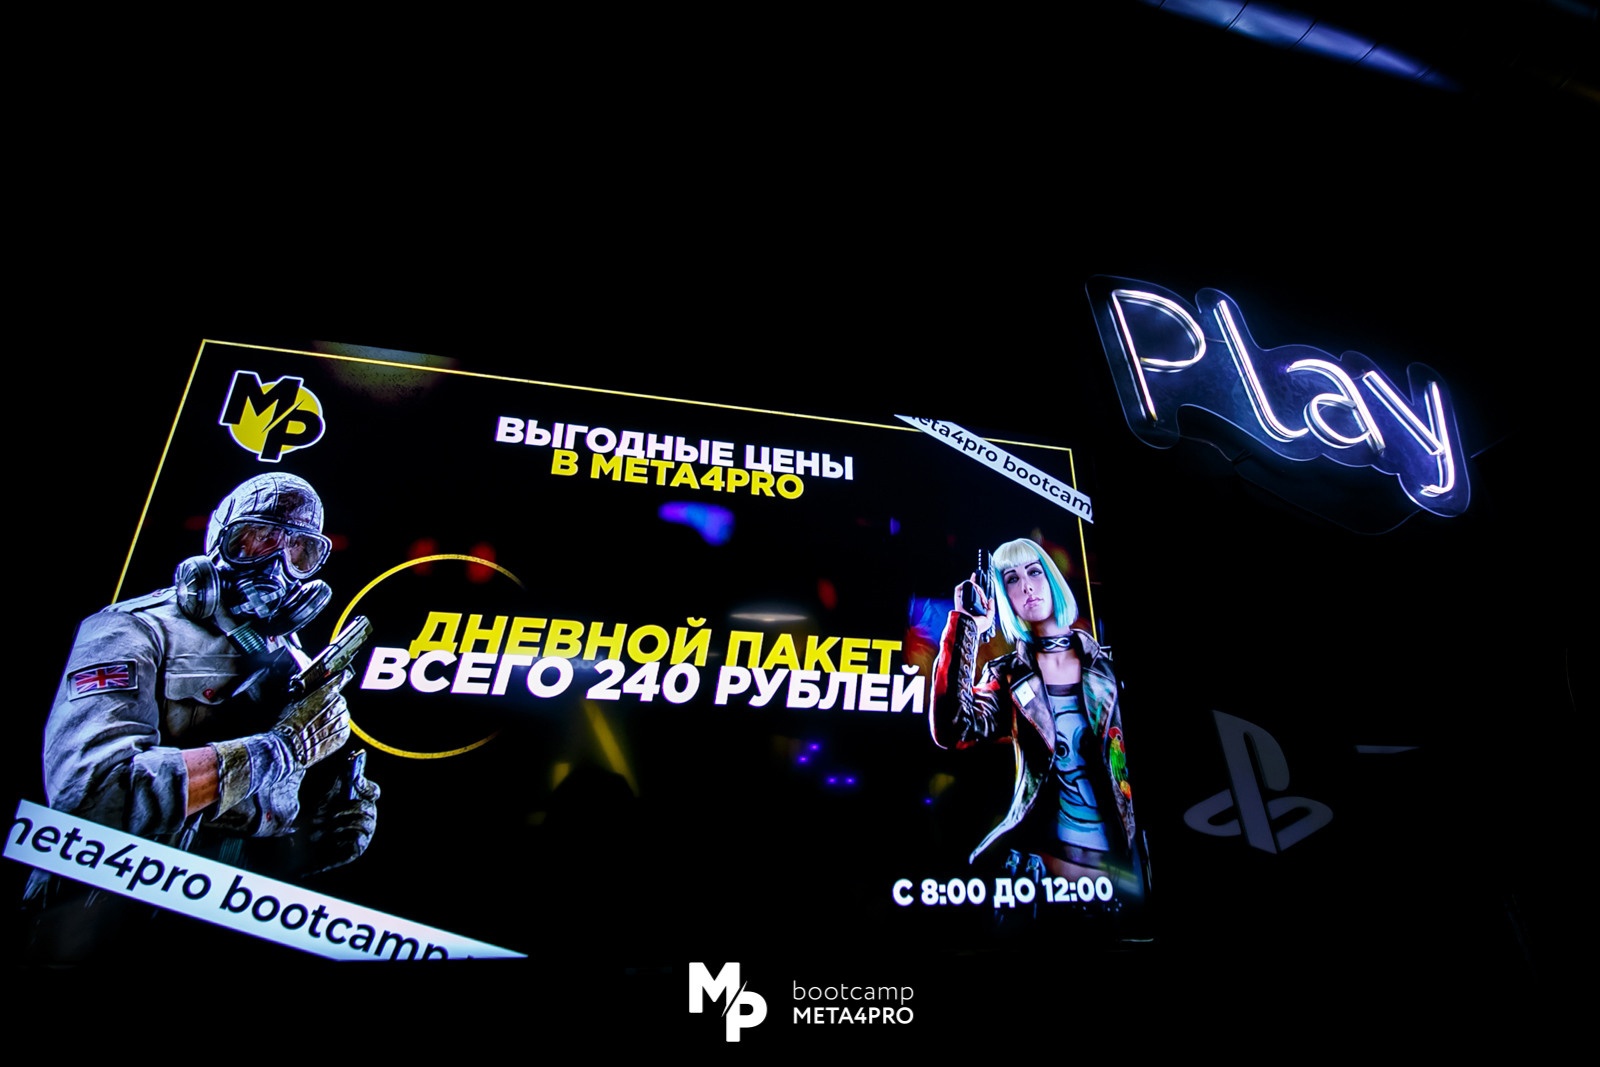 Play
MP
ВЫГОДНЫЕ ЦЕНЫ
В META4PRO
meta4pro bootcam
ДНЕВНОЙ ПАКЕТ
ВСЕГО 240 РУБЛЕЙ
С 8:00 ДО 12:00
meta4pro bootcamp
MP
bootcamp
META4PRO